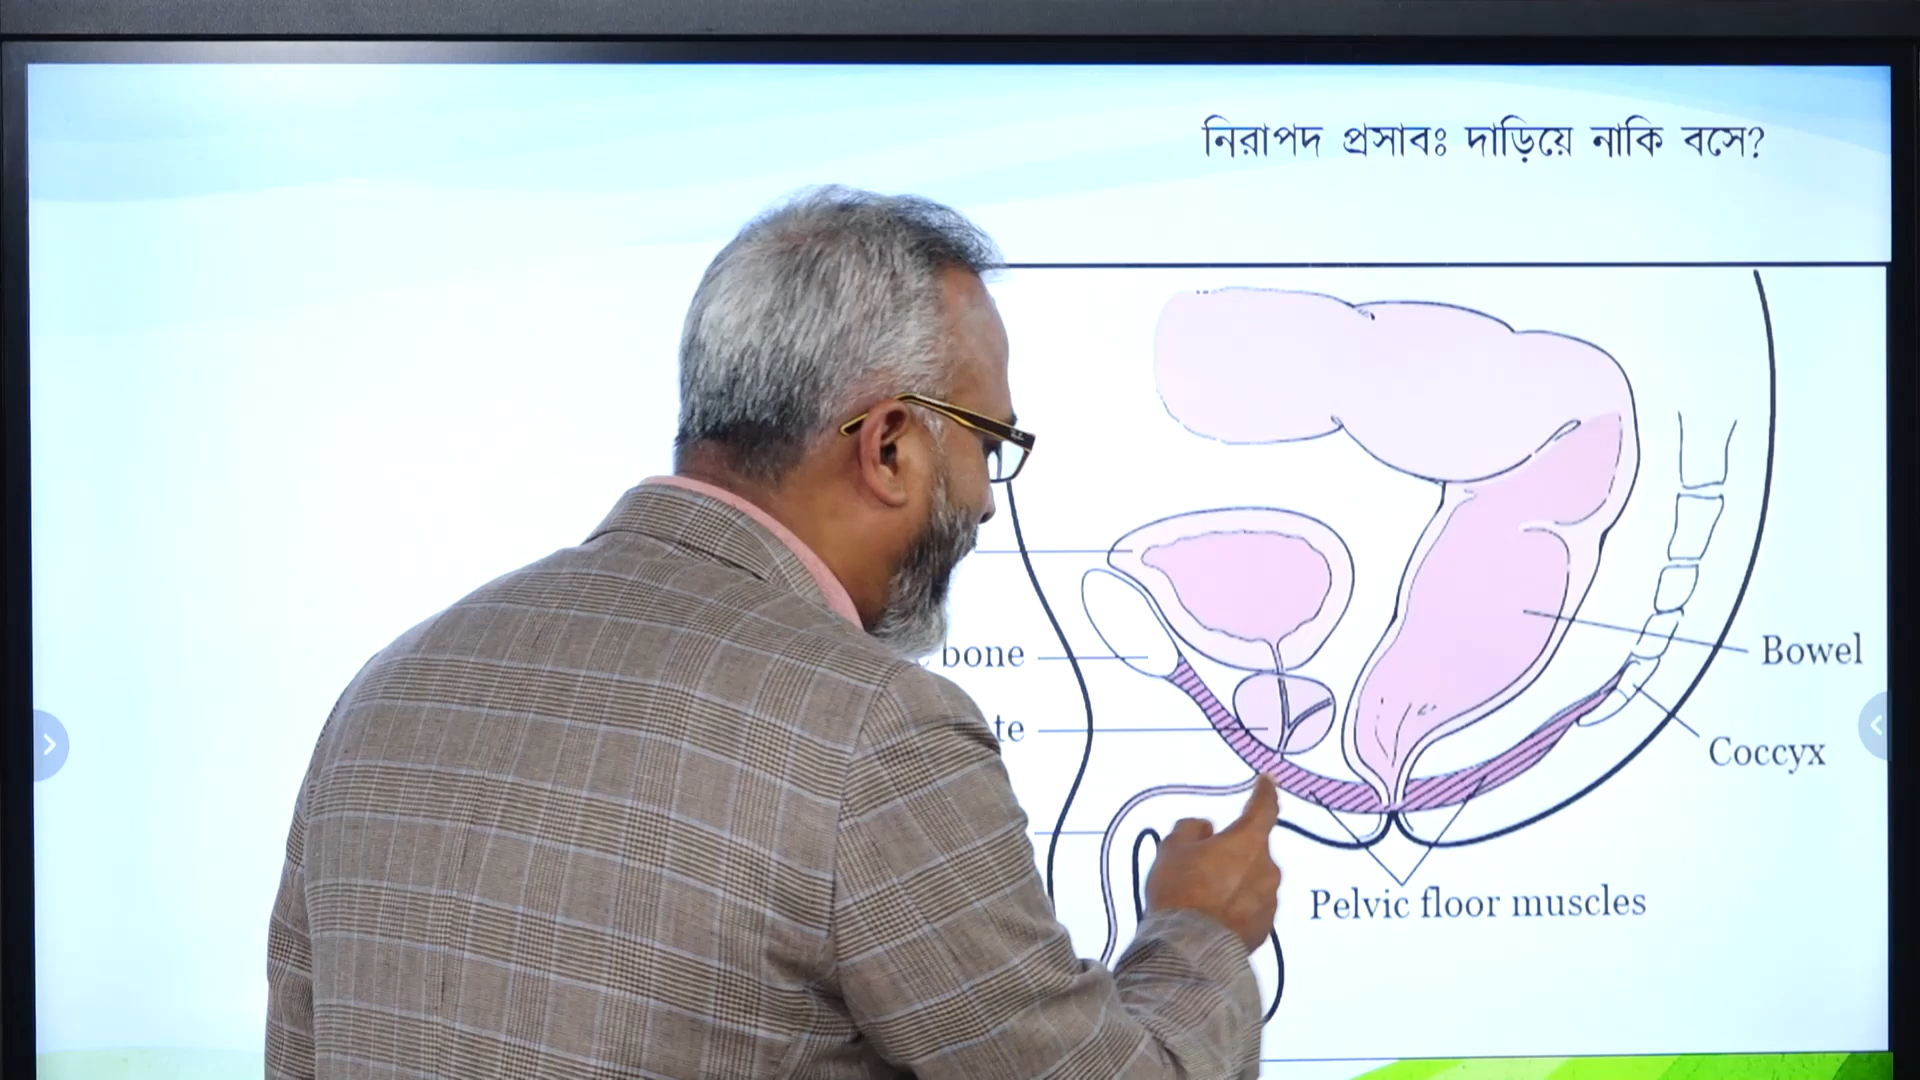 নিরাপদ প্রসাবঃ দাড়িয়ে নাকি বসে?
bone
Bowel
Coccyx
Pelvic floor muscles